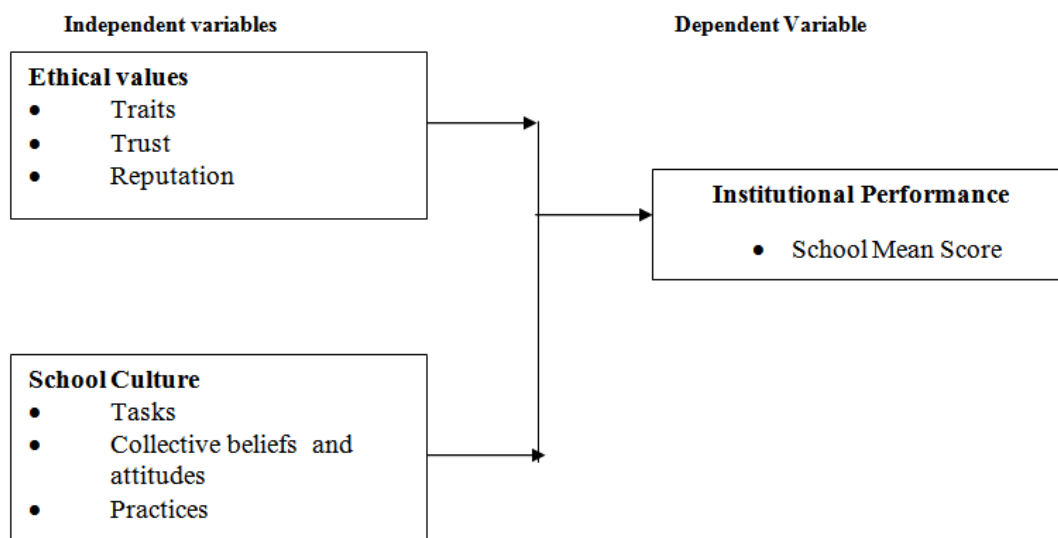 Independent variables
Dependent Variable
Ethical values
• Traits
• Trust
• Reputation
Institutional Performance
• School Mean Score
School Culture
• Tasks
• Collective beliefs and
attitudes
• Practices